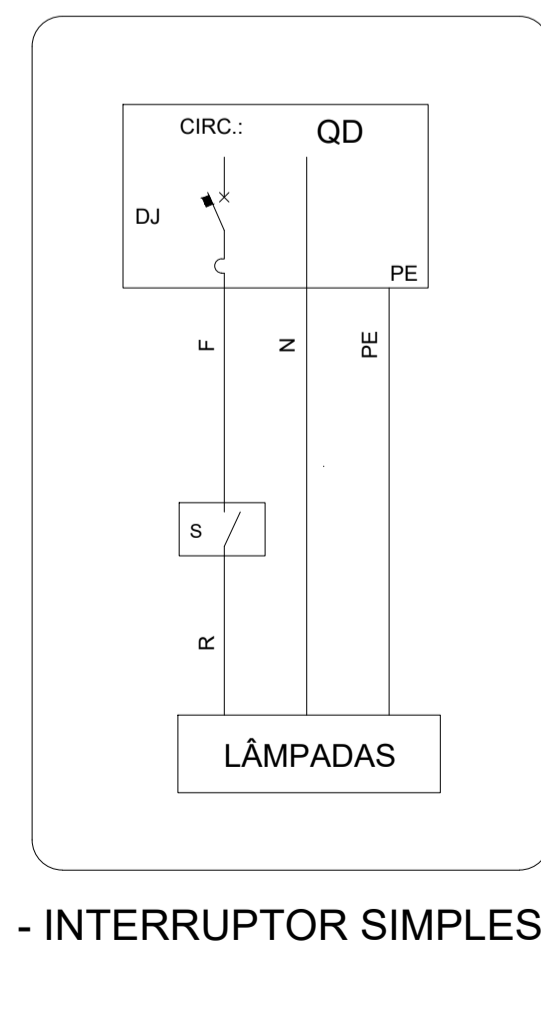 CIRC.: QD
DJ
PE
F N PE
S
R
LÂMPADAS
- INTERRUPTOR SIMPLES